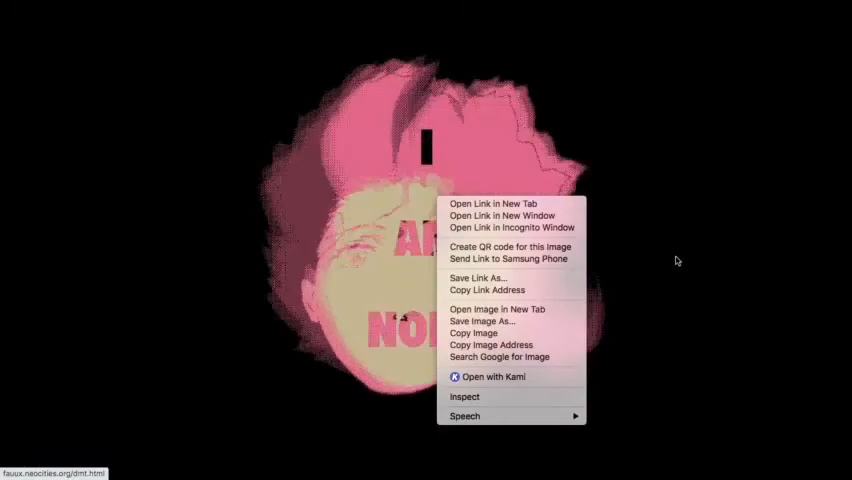 I
Open Link in New Tab
Open Link in New Window
Open Link in Incognito Window
Create QR code for this Image
Send Link to Samsung Phone
Save Link As...
Copy Link Address
Open Image in New Tab
Save Image As...
Copy Image
Copy Image Address
Search Google for Image
Open with Kami
Inspect
Speech
fauux.neocities.org/dmt.html